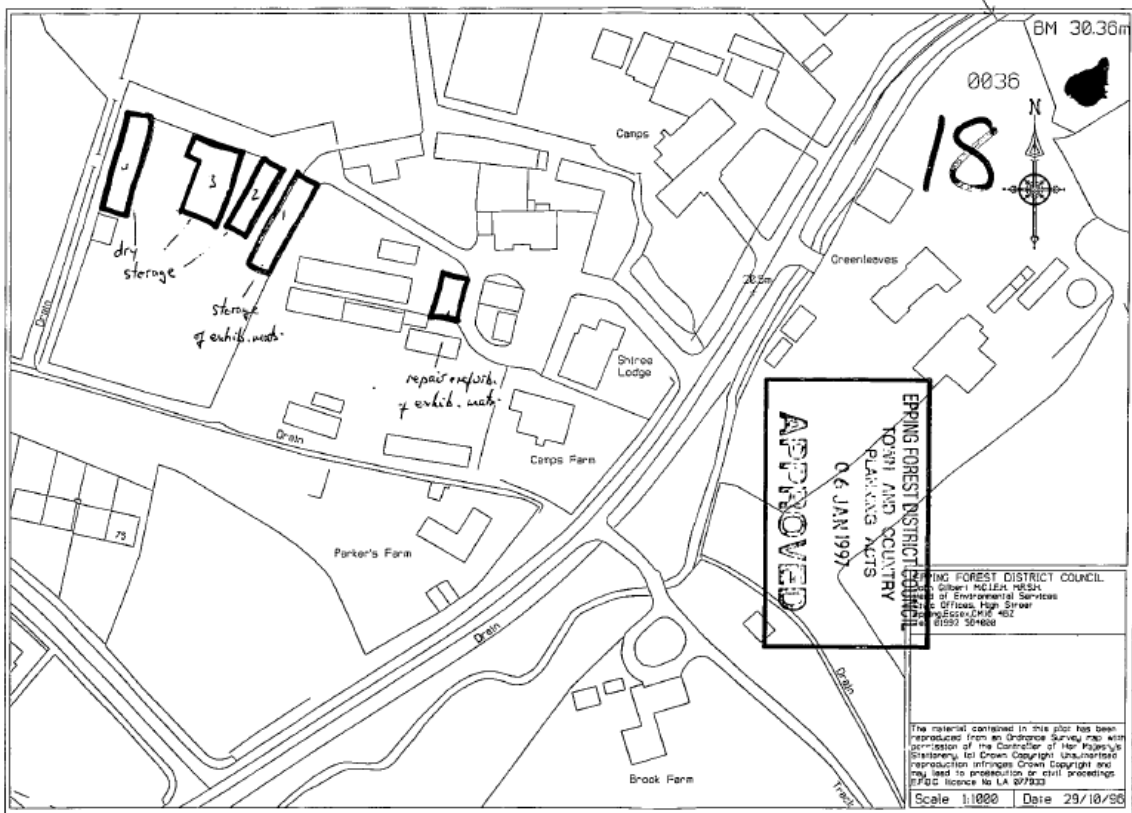 BM 30.36m
0036
18
N
Camps
3
2
1
dry
storage
storage
of exhib. mats.
repair & refurb.
of exhib. mats.
Drain
Greenleaves
Shiree
Lodge
Camps Farm
Drain
Parker's Farm
75
Drain
Drain
Brook Farm
Track
EPPING FOREST DISTRICT COUNCIL
TOWN AND COUNTRY
PLANNING ACTS
06 JAN 1997
APPROVED
EPPING FOREST DISTRICT COUNCIL
John Gilbert M.C.I.E.H. MRSH.
Head of Environmental Services
Civic Offices, High Street
Epping,Essex,CM16 4BZ
The material contained in this plot has been
reproduced from an Ordnance Survey map with
permission of the Controller of Her Majesty's
Stationery, (c) Crown Copyright. Unauthorised
reproduction infringes Crown Copyright and
may lead to prosecution or civil proceedings
Scale 1:1000
Date 29/10/96